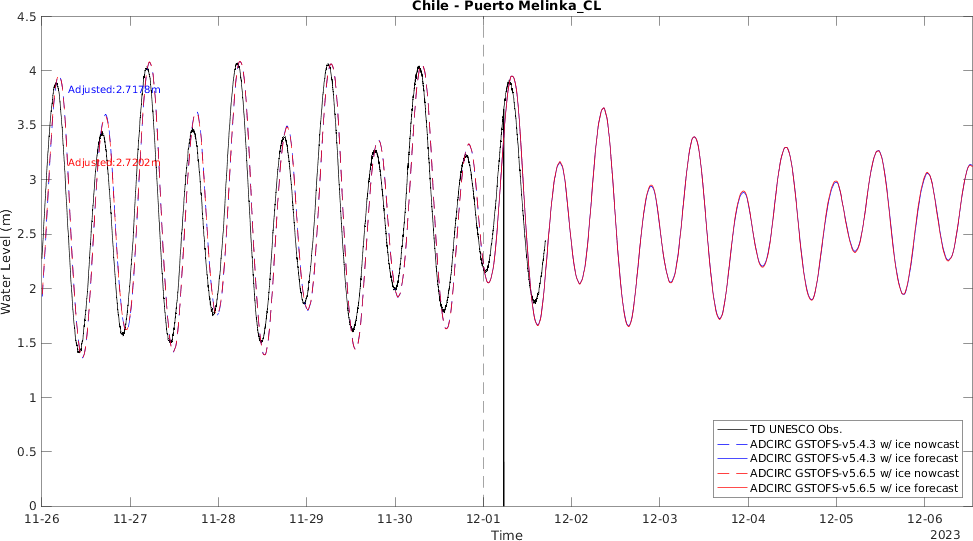 Chile - Puerto Melinka_CL
4.5
4
3.5
3
2.5
2
1.5
1
0.5
0
Water Level (m)
Adjusted:2.7178m
Adjusted:2.7202m
TD UNESCO Obs.
ADCIRC GSTOFS-v5.4.3 w/ ice nowcast
ADCIRC GSTOFS-v5.4.3 w/ ice forecast
ADCIRC GSTOFS-v5.6.5 w/ ice nowcast
ADCIRC GSTOFS-v5.6.5 w/ ice forecast
11-26 11-27 11-28 11-29 11-30 12-01 12-02 12-03 12-04 12-05 12-06
Time
2023